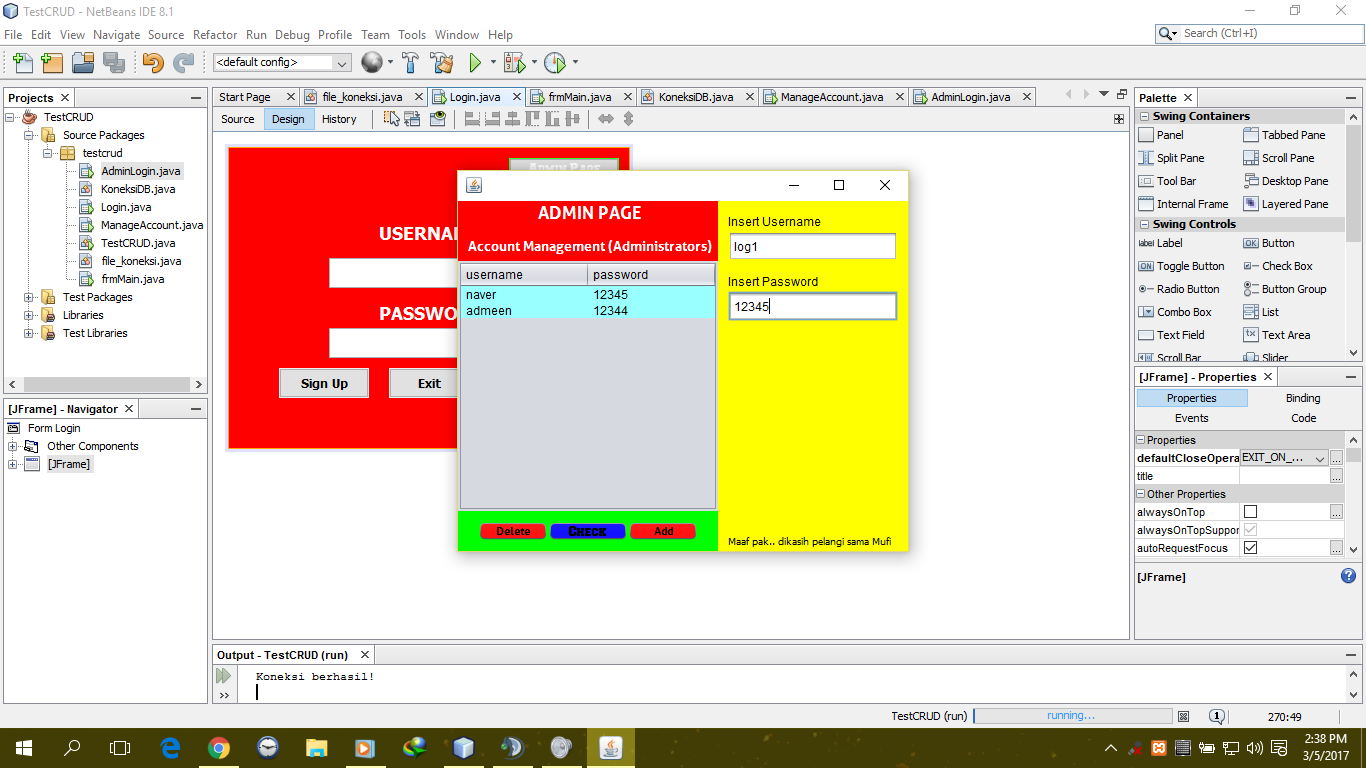 TestCRUD - NetBeans IDE 8.1
File Edit View Navigate Source Refactor Run Debug Profile Team Tools Window Help
Search (Ctrl+I)
<default config>
Projects
TestCRUD
Source Packages
testcrud
AdminLogin.java
KoneksiDB.java
Login.java
ManageAccount.java
TestCRUD.java
file_koneksi.java
frmMain.java
Test Packages
Libraries
Test Libraries
[JFrame] - Navigator
Form Login
Other Components
[JFrame]
Start Page file_koneksi.java Login.java frmMain.java KoneksiDB.java ManageAccount.java AdminLogin.java
Source Design History
ADMIN PAGE
USERNA
PASSWO
Sign Up Exit
ADMIN PAGE
Account Management (Administrators)
username password
naver 12345
admeen 12344
Delete CHECK Add
Insert Username
log1
Insert Password
12345
Maaf pak.. dikasih pelangi sama Mufi
Output - TestCRUD (run)
Koneksi berhasil!
Palette
Swing Containers
Panel Tabbed Pane
Split Pane Scroll Pane
Tool Bar Desktop Pane
Internal Frame Layered Pane
Swing Controls
label Label OK Button
ON Toggle Button Check Box
Radio Button Button Group
Combo Box List
Text Field Text Area
Scroll Bar Slider
[JFrame] - Properties
Properties Binding
Events Code
Properties
defaultCloseOpera EXIT_ON_... ...
title ...
Other Properties
alwaysOnTop ...
alwaysOnTopSuppor
autoRequestFocus ...
[JFrame]
TestCRUD (run) running... 1 270:49
2:38 PM
3/5/2017